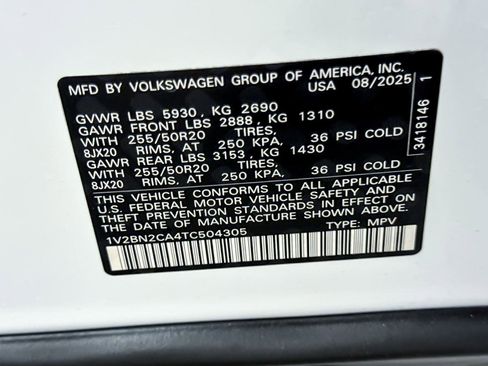 MFD BY VOLKSWAGEN GROUP OF AMERICA, INC.
USA 08/2025
GVWR LBS 5930 , KG 2690
GAWR FRONT LBS 2888 , KG 1310
WITH 255/50R20 TIRES,
8JX20 RIMS, AT 250 KPA, 36 PSI COLD
GAWR REAR LBS 3153 , KG 1430
WITH 255/50R20 TIRES,
8JX20 RIMS, AT 250 KPA, 36 PSI COLD
THIS VEHICLE CONFORMS TO ALL APPLICABLE
U.S. FEDERAL MOTOR VEHICLE SAFETY AND
THEFT PREVENTION STANDARDS IN EFFECT ON
THE DATE OF MANUFACTURE SHOWN ABOVE.
1V2BN2CA4TC504305 TYPE: MPV
3418146 1